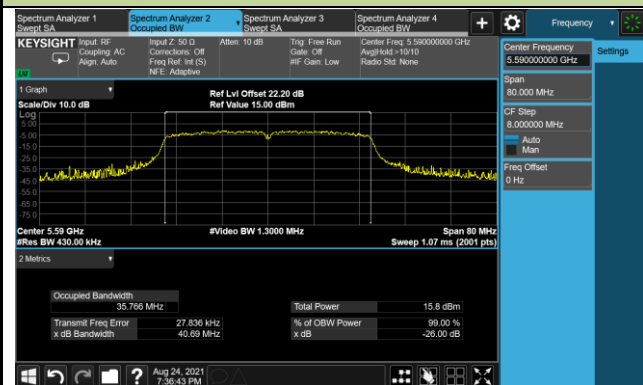 Spectrum Analyzer 1
Swept SA
Spectrum Analyzer 2
Occupied BW
Spectrum Analyzer 3
Swept SA
Spectrum Analyzer 4
Occupied BW
+
Frequency
KEYSIGHT
Input: RF
Coupling: AC
Align: Auto
Input Z: 50 Ω
Corrections: Off
Freq Ref: Int (S)
NFE: Adaptive
Atten: 10 dB
Trig: Free Run
Gate: Off
#IF Gain: Low
Center Freq: 5.590000000 GHz
Avg|Hold:>10/10
Radio Std: None
LXI
Center Frequency
5.590000000 GHz
Settings
Span
80.000 MHz
CF Step
8.000000 MHz
Auto
Man
Freq Offset
0 Hz
1 Graph
Scale/Div 10.0 dB
Ref Lvl Offset 22.20 dB
Ref Value 15.00 dBm
Log
5.00
-5.00
-15.0
-25.0
-35.0
-45.0
-55.0
-65.0
-75.0
Center 5.59 GHz
#Res BW 430.00 kHz
#Video BW 1.3000 MHz
Span 80 MHz
Sweep 1.07 ms (2001 pts)
2 Metrics
Occupied Bandwidth
35.766 MHz
Total Power 15.8 dBm
Transmit Freq Error 27.836 kHz
% of OBW Power 99.00 %
x dB Bandwidth 40.69 MHz
x dB -26.00 dB
?
Aug 24, 2021
7:36:43 PM